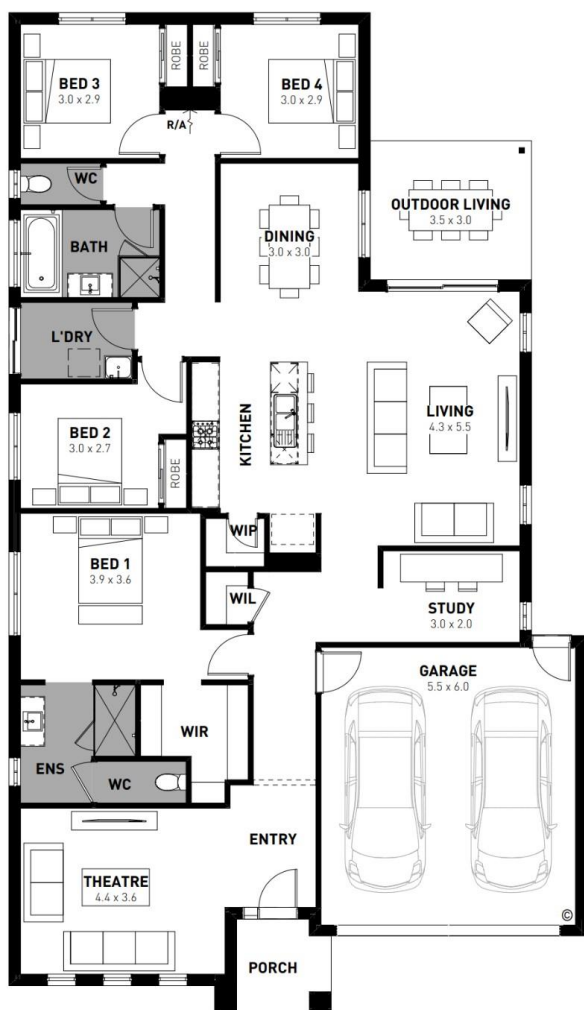 BED 3
3.0 x 2.9
ROBE
ROBE
BED 4
3.0 x 2.9
R/A
WC
BATH
DINING
3.0 x 3.0
OUTDOOR LIVING
3.5 x 3.0
L'DRY
BED 2
3.0 x 2.7
ROBE
KITCHEN
LIVING
4.3 x 5.5
WIP
BED 1
3.9 x 3.6
WIL
STUDY
3.0 x 2.0
GARAGE
5.5 x 6.0
WIR
ENS
WC
ENTRY
THEATRE
4.4 x 3.6
©
PORCH